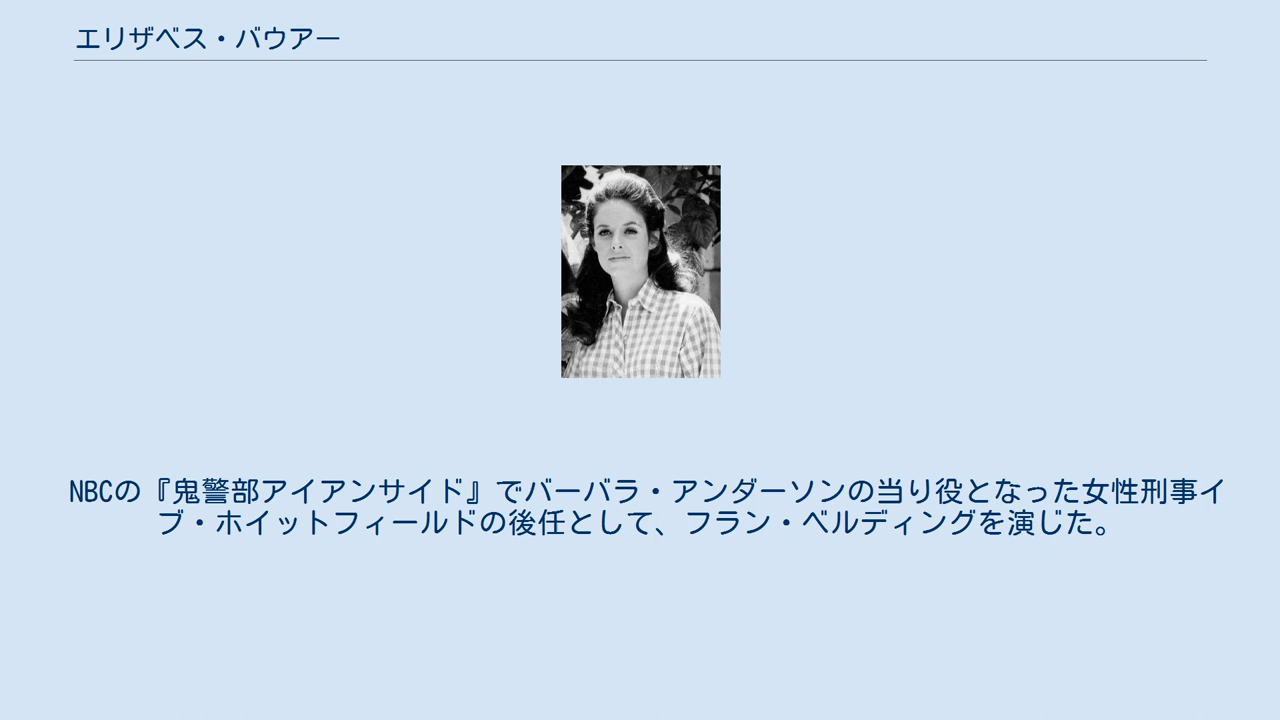 エリザベス・バウアー
NBCの『鬼警部アイアンサイド』でバーバラ・アンダーソンの当り役となった女性刑事イ
ブ・ホイットフィールドの後任として、フラン・ベルディングを演じた。